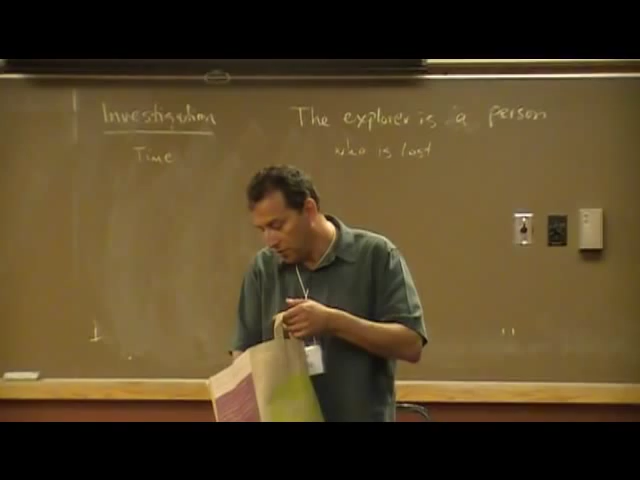 Investigation
Time
The explorer is a person
who is lost